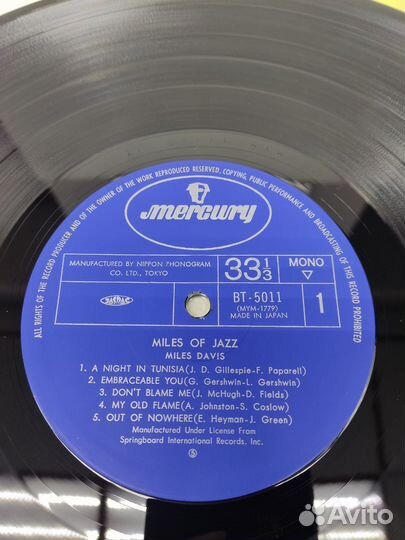 ALL RIGHTS OF THE RECORD PRODUCER AND OF THE OWNER OF THE WORK REPRODUCED RESERVED, COPYING, PUBLIC PERFORMANCE AND BROADCASTING OF THIS RECORD PROHIBITED
mercury
MANUFACTURED BY NIPPON PHONOGRAM
CO. LTD., TOKYO
33 1/3
MONO
▽
JASRAC
BT-5011
(MYM-1779)
MADE IN JAPAN
1
MILES OF JAZZ
MILES DAVIS
1. A NIGHT IN TUNISIA(J. D. Gillespie-F. Paparell
2. EMBRACEABLE YOU(G. Gershwin-L. Gershwin)
3. DON'T BLAME ME(J. McHugh-D. Fields)
4. MY OLD FLAME(A. Johnston-S. Coslow)
5. OUT OF NOWHERE(E. Heyman-J. Green)
Manufactured Under License From
Springboard International Records. Inc.
Ⓢ
Avito